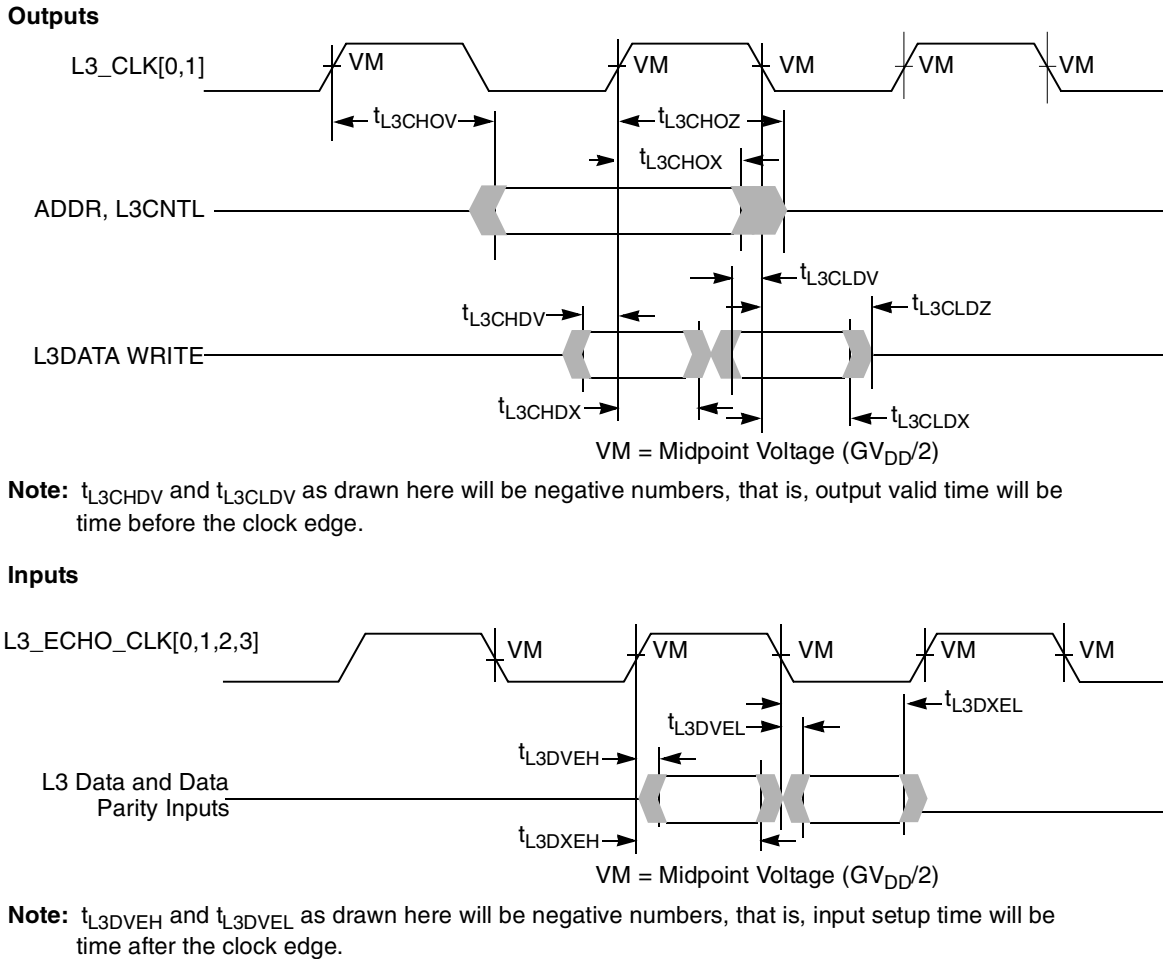 Outputs
L3_CLK[0,1]
VM
VM
VM
VM
VM
tL3CHOV
tL3CHOZ
tL3CHOX
ADDR, L3CNTL
tL3CLDV
tL3CHDV
tL3CLDZ
L3DATA WRITE
tL3CHDX
tL3CLDX
VM = Midpoint Voltage (GVDD/2)
Note: tL3CHDV and tL3CLDV as drawn here will be negative numbers, that is, output valid time will be
time before the clock edge.
Inputs
L3_ECHO_CLK[0,1,2,3]
VM
VM
VM
VM
VM
tL3DXEL
tL3DVEL
tL3DVEH
L3 Data and Data
Parity Inputs
tL3DXEH
VM = Midpoint Voltage (GVDD/2)
Note: tL3DVEH and tL3DVEL as drawn here will be negative numbers, that is, input setup time will be
time after the clock edge.